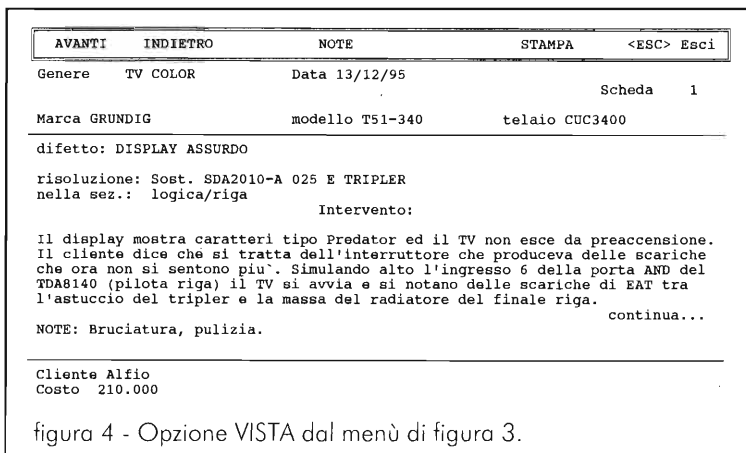 AVANTI INDIETRO NOTE STAMPA <ESC> Esci
Genere TV COLOR Data 13/12/95
Scheda 1
Marca GRUNDIG modello T51-340 telaio CUC3400
difetto: DISPLAY ASSURDO
risoluzione: Sost. SDA2010-A 025 E TRIPLER
nella sez.: logica/riga
Intervento:
Il display mostra caratteri tipo Predator ed il TV non esce da preaccensione.
Il cliente dice che si tratta dell'interruttore che produceva delle scariche
che ora non si sentono piu`. Simulando alto l'ingresso 6 della porta AND del
TDA8140 (pilota riga) il TV si avvia e si notano delle scariche di EAT tra
l'astuccio del tripler e la massa del radiatore del finale riga.
continua...
NOTE: Bruciatura, pulizia.
Cliente Alfio
Costo 210.000
figura 4 - Opzione VISTA dal menù di figura 3.